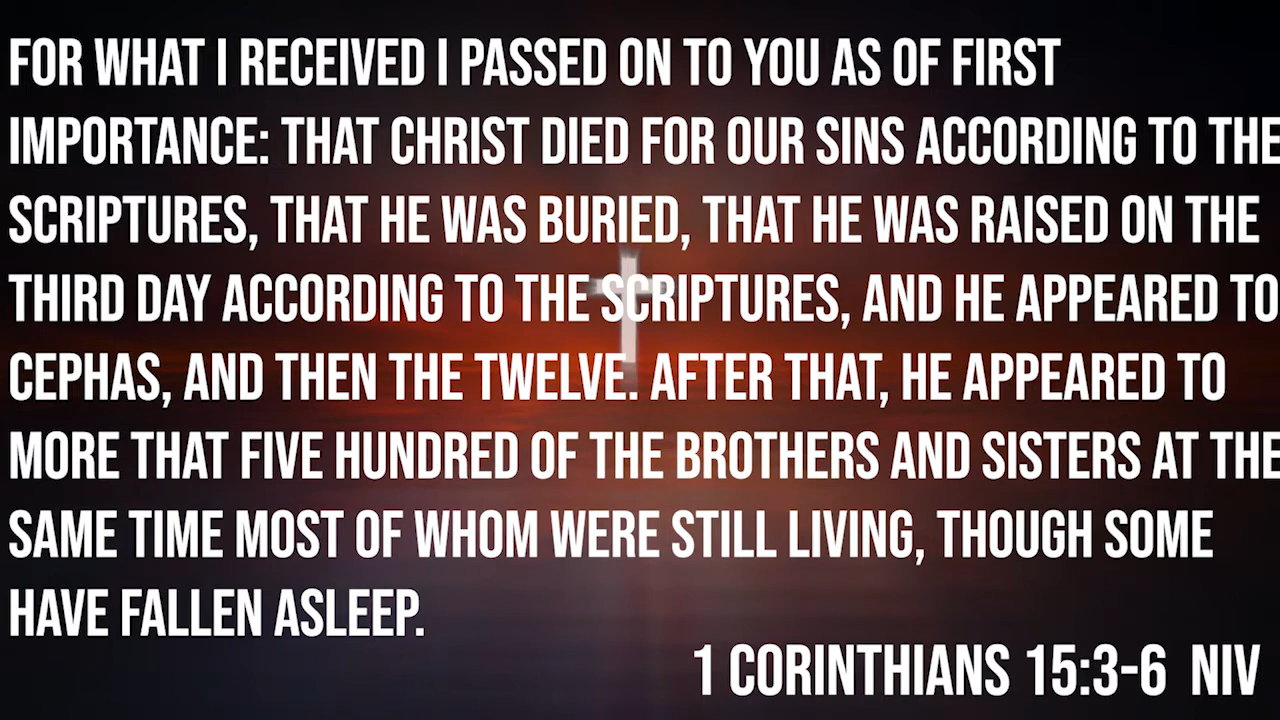 FOR WHAT I RECEIVED I PASSED ON TO YOU AS OF FIRST
IMPORTANCE: THAT CHRIST DIED FOR OUR SINS ACCORDING TO THE
SCRIPTURES, THAT HE WAS BURIED, THAT HE WAS RAISED ON THE
THIRD DAY ACCORDING TO THE SCRIPTURES, AND HE APPEARED TO
CEPHAS, AND THEN THE TWELVE. AFTER THAT, HE APPEARED TO
MORE THAT FIVE HUNDRED OF THE BROTHERS AND SISTERS AT THE
SAME TIME MOST OF WHOM WERE STILL LIVING, THOUGH SOME
HAVE FALLEN ASLEEP.
1 CORINTHIANS 15:3-6 NIV